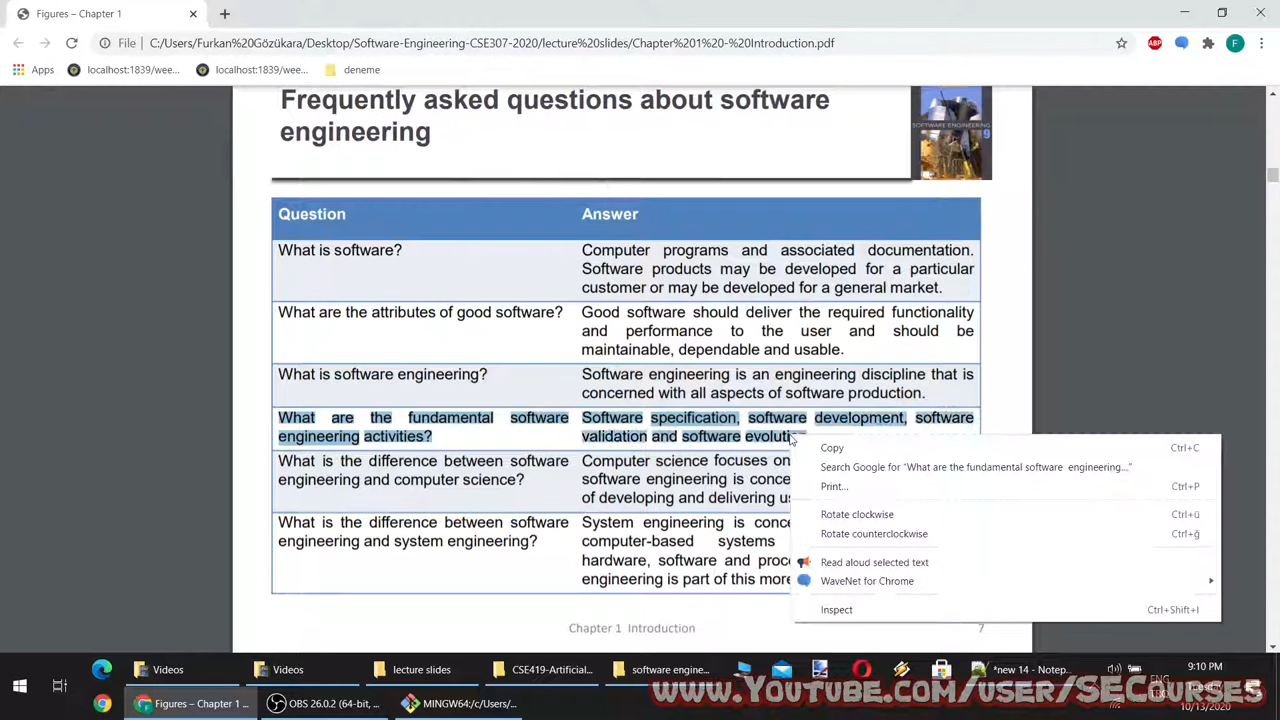 Figures – Chapter 1
File
C:/Users/Furkan%20Gözükara/Desktop/Software-Engineering-CSE307-2020/lecture%20slides/Chapter%201%20-%20Introduction.pdf
ABP
F
Apps
localhost:1839/wee...
localhost:1839/wee...
deneme
Frequently asked questions about software
engineering
SOFTWARE ENGINEERING
9
Question
Answer
What is software?
Computer programs and associated documentation.
Software products may be developed for a particular
customer or may be developed for a general market.
What are the attributes of good software?
Good software should deliver the required functionality
and performance to the user and should be
maintainable, dependable and usable.
What is software engineering?
Software engineering is an engineering discipline that is
concerned with all aspects of software production.
What are the fundamental software
engineering activities?
Software specification, software development, software
validation and software evolution
What is the difference between software
engineering and computer science?
Computer science focuses on
software engineering is conce
of developing and delivering us
What is the difference between software
engineering and system engineering?
System engineering is conce
computer-based systems
hardware, software and proce
engineering is part of this more
Copy Ctrl+C
Search Google for “What are the fundamental software engineering...”
Print... Ctrl+P
Rotate clockwise Ctrl+ü
Rotate counterclockwise Ctrl+ğ
Read aloud selected text
WaveNet for Chrome
Inspect Ctrl+Shift+I
Chapter 1 Introduction
7
Videos
Videos
lecture slides
CSE419-Artificial...
software enginee...
*new 14 - Notep...
9:10 PM
Figures – Chapter 1 ...
OBS 26.0.2 (64-bit, ...
MINGW64:/c/Users/...
ENG
10/13/2020
www.Youtube.com/user/SECourses